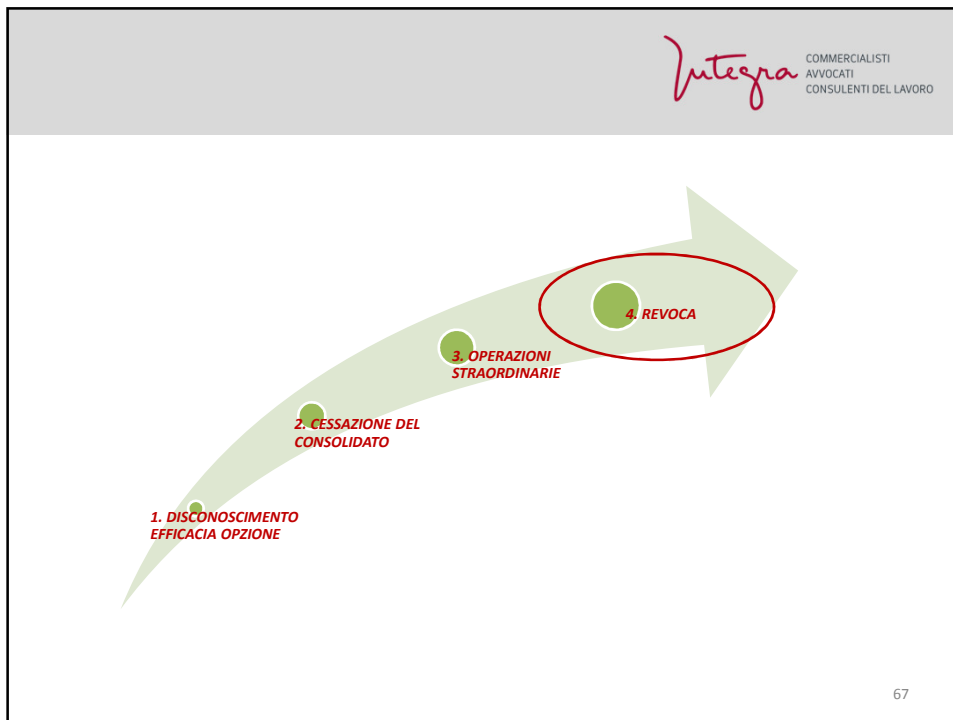 Integra
COMMERCIALISTI
AVVOCATI
CONSULENTI DEL LAVORO
4. REVOCA
3. OPERAZIONI
STRAORDINARIE
2. CESSAZIONE DEL
CONSOLIDATO
1. DISCONOSCIMENTO
EFFICACIA OPZIONE
67